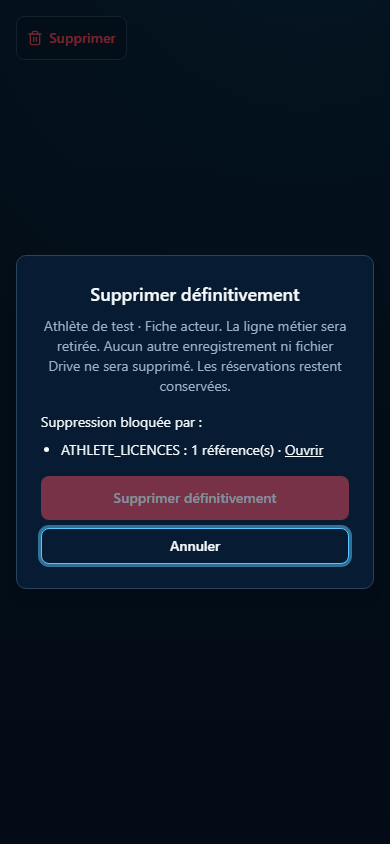 Supprimer
Supprimer définitivement
Athlète de test · Fiche acteur. La ligne métier sera
retirée. Aucun autre enregistrement ni fichier
Drive ne sera supprimé. Les réservations restent
conservées.
Suppression bloquée par :
• ATHLETE_LICENCES : 1 référence(s) · Ouvrir
Supprimer définitivement
Annuler